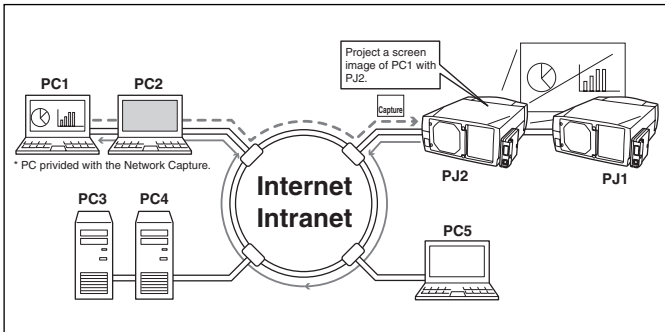 Project a screen
image of PC1 with
PJ2.
PC1
PC2
Capture
* PC privided with the Network Capture.
PJ2
PJ1
Internet
Intranet
PC3
PC4
PC5